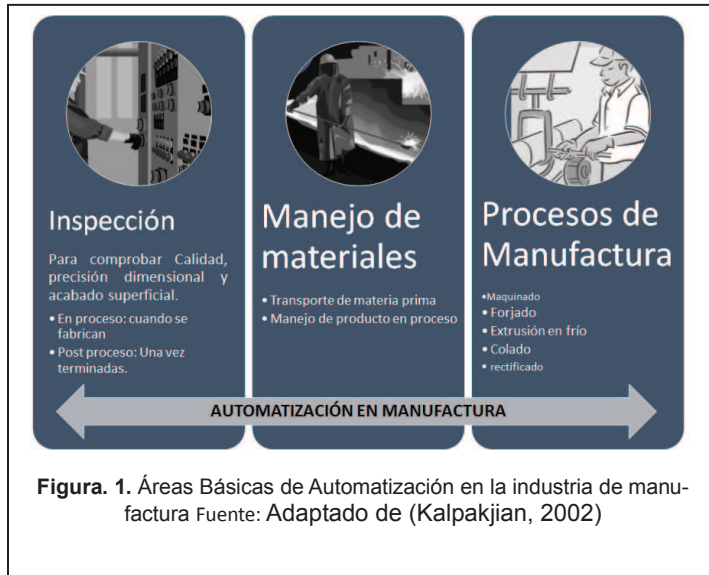 Inspección
Para comprobar Calidad,
precisión dimensional y
acabado superficial.
• En proceso: cuando se
fabrican
• Post proceso: Una vez
terminadas.
Manejo de
materiales
• Transporte de materia prima
• Manejo de producto en proceso
Procesos de
Manufactura
•Maquinado
• Forjado
• Extrusión en frío
• Colado
• rectificado
AUTOMATIZACIÓN EN MANUFACTURA
Figura. 1. Áreas Básicas de Automatización en la industria de manu-
factura Fuente: Adaptado de (Kalpakjian, 2002)